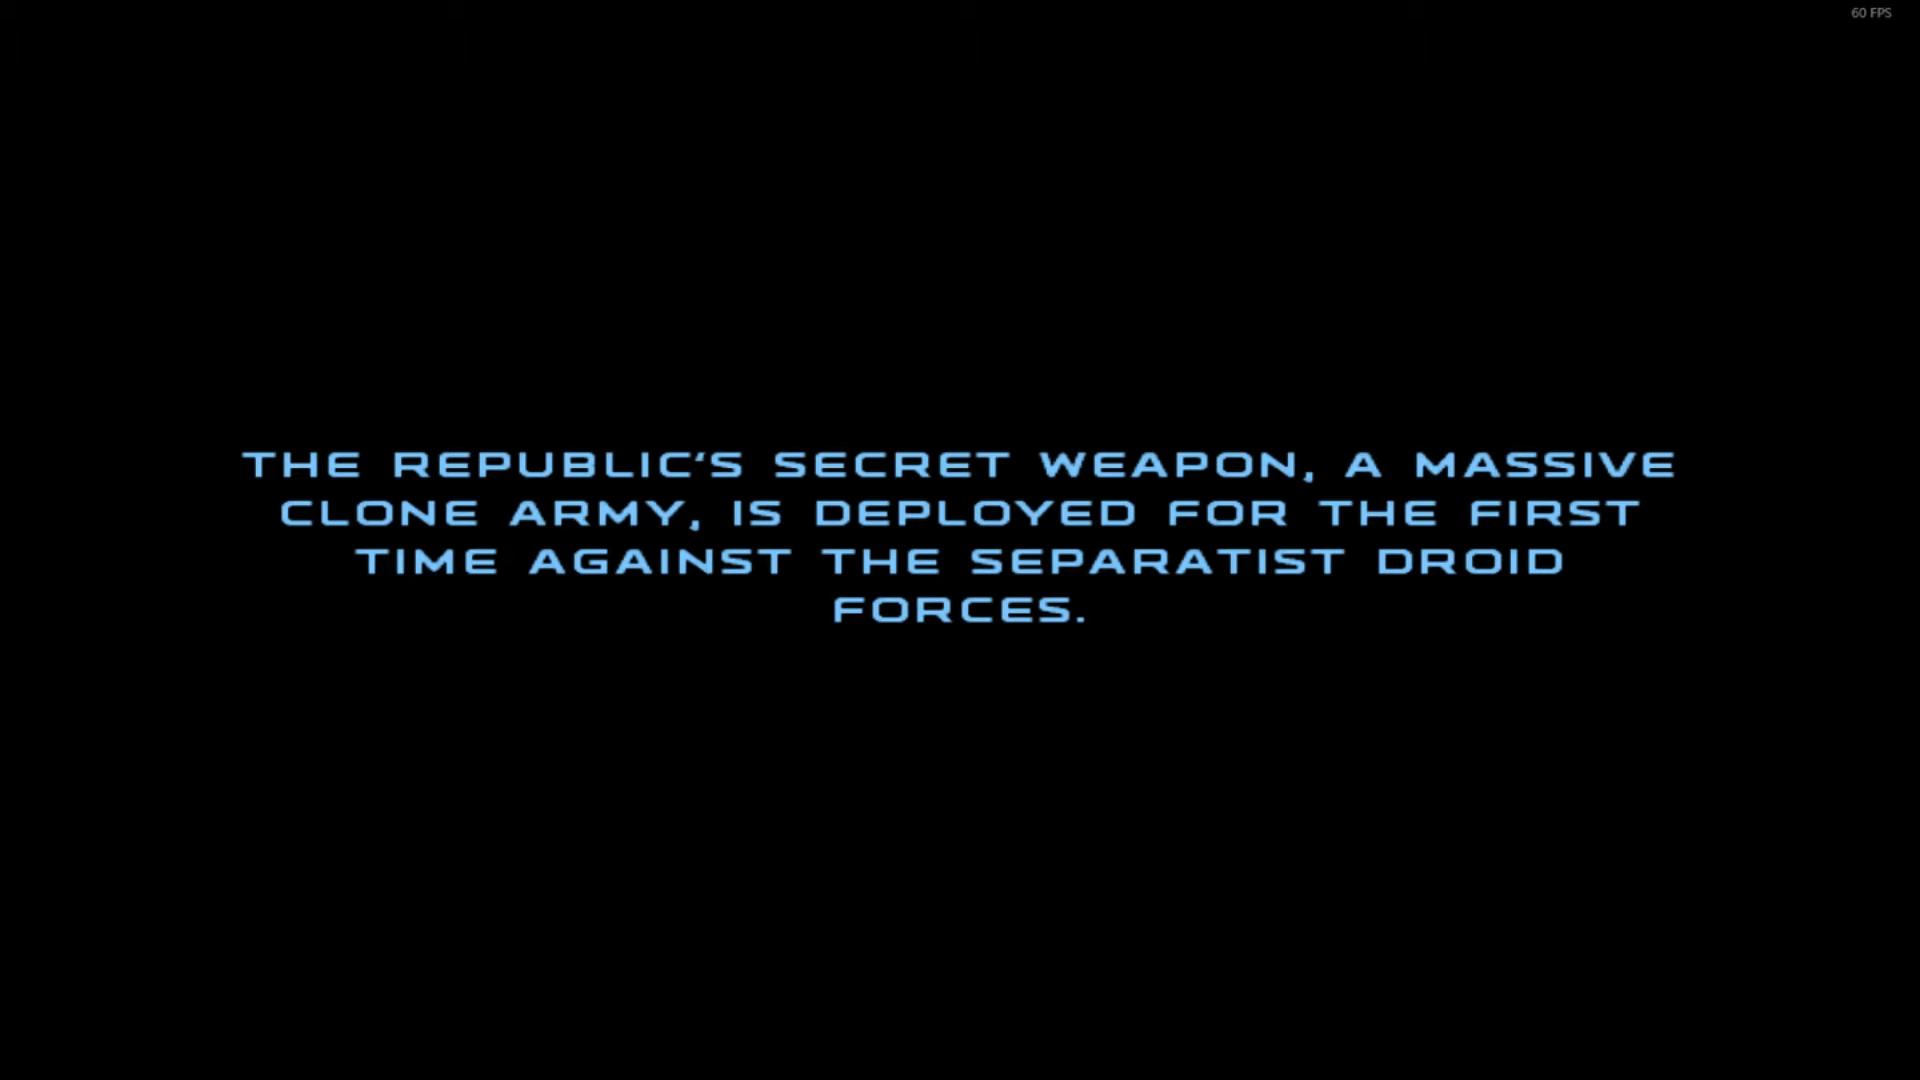 60 FPS
THE REPUBLIC'S SECRET WEAPON, A MASSIVE
CLONE ARMY, IS DEPLOYED FOR THE FIRST
TIME AGAINST THE SEPARATIST DROID
FORCES.